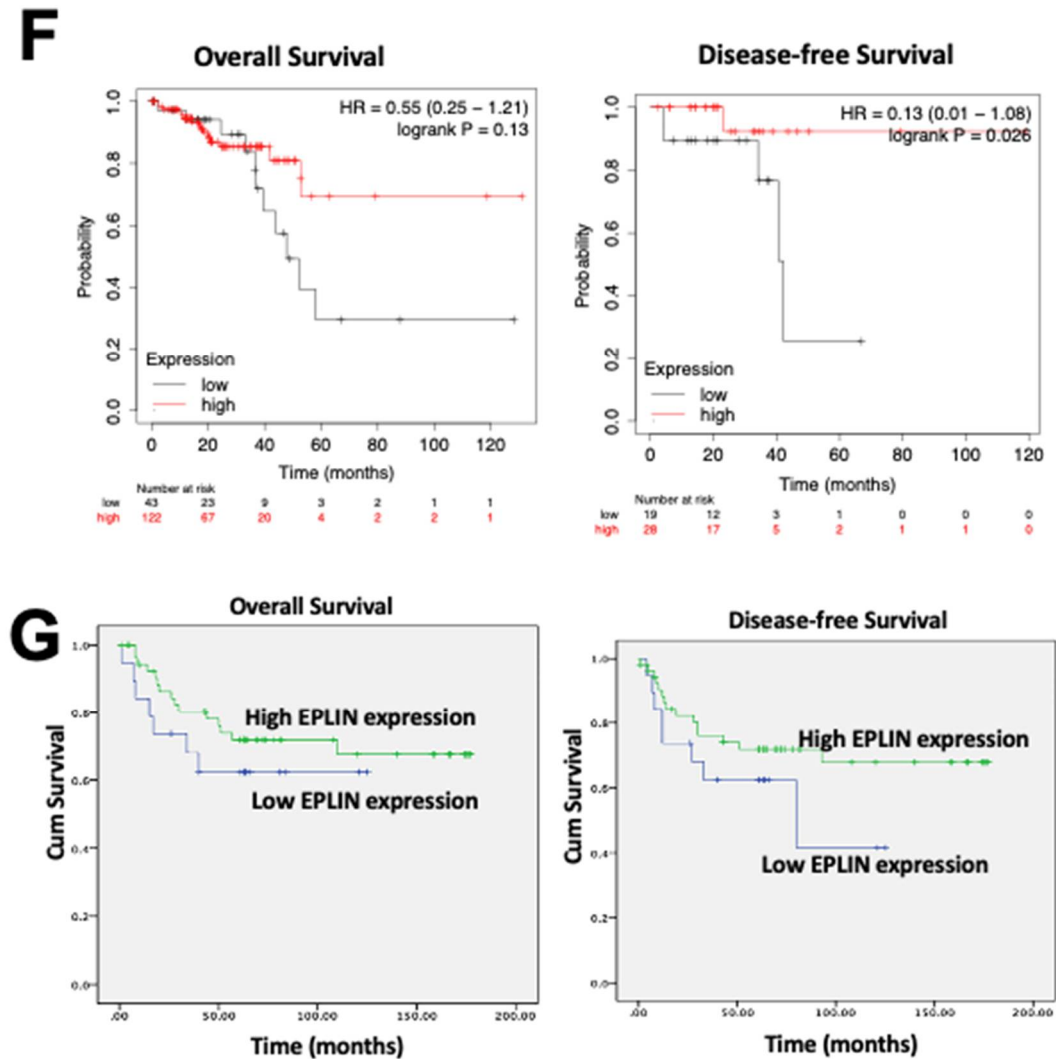 F
Overall Survival
HR = 0.55 (0.25 – 1.21)
logrank P = 0.13
Probability
1.0
0.8
0.6
0.4
0.2
0.0
Expression
low
high
0 20 40 60 80 100 120
Time (months)
Number at risk
low 43 23 9 3 2 1 1
high 122 67 20 4 2 2 1
Disease-free Survival
HR = 0.13 (0.01 – 1.08)
logrank P = 0.026
Probability
1.0
0.8
0.6
0.4
0.2
0.0
Expression
low
high
0 20 40 60 80 100 120
Time (months)
Number at risk
low 19 12 3 1 0 0 0
high 28 17 5 2 1 1 0
G
Overall Survival
Cum Survival
1.0
0.8
0.6
0.4
0.2
0.0
High EPLIN expression
Low EPLIN expression
.00 50.00 100.00 150.00 200.00
Time (months)
Disease-free Survival
Cum Survival
1.0
0.8
0.6
0.4
0.2
0.0
High EPLIN expression
Low EPLIN expression
.00 50.00 100.00 150.00 200.00
Time (months)